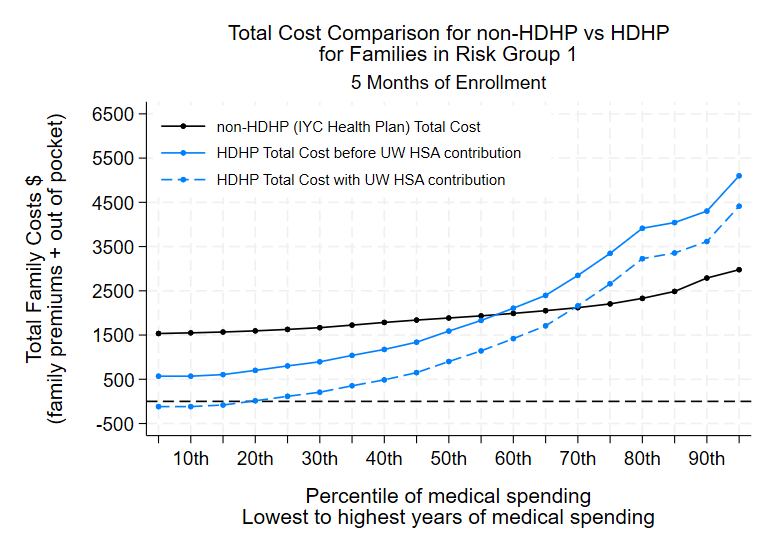 Total Cost Comparison for non-HDHP vs HDHP
for Families in Risk Group 1
5 Months of Enrollment
non-HDHP (IYC Health Plan) Total Cost
HDHP Total Cost before UW HSA contribution
HDHP Total Cost with UW HSA contribution
Total Family Costs $
(family premiums + out of pocket)
6500
5500
4500
3500
2500
1500
500
-500
10th
20th
30th
40th
50th
60th
70th
80th
90th
Percentile of medical spending
Lowest to highest years of medical spending